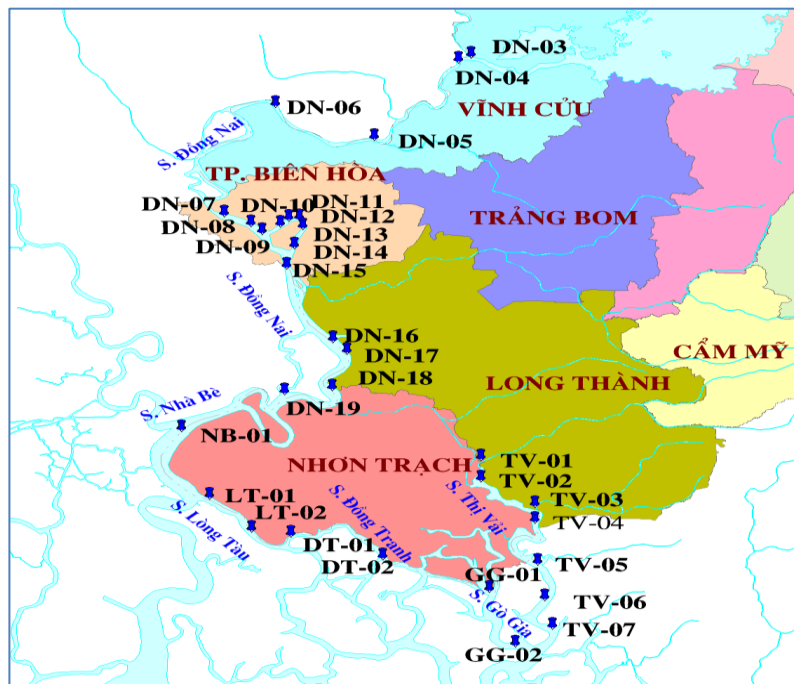 DN-03
DN-04
VĨNH CỬU
DN-06
S. Đồng Nai
DN-05
TP. BIÊN HÒA
DN-07
DN-10
DN-11
DN-08
DN-12
TRẢNG BOM
DN-09
DN-13
DN-14
DN-15
S. Đồng Nai
DN-16
DN-17
CẨM MỸ
DN-18
LONG THÀNH
DN-19
S. Nhà Bè
NB-01
NHƠN TRẠCH
TV-01
TV-02
LT-01
S. Thị Vải
TV-03
LT-02
TV-04
S. Lòng Tàu
S. Đồng Tranh
DT-01
DT-02
TV-05
GG-01
S. Gò Gia
TV-06
TV-07
GG-02